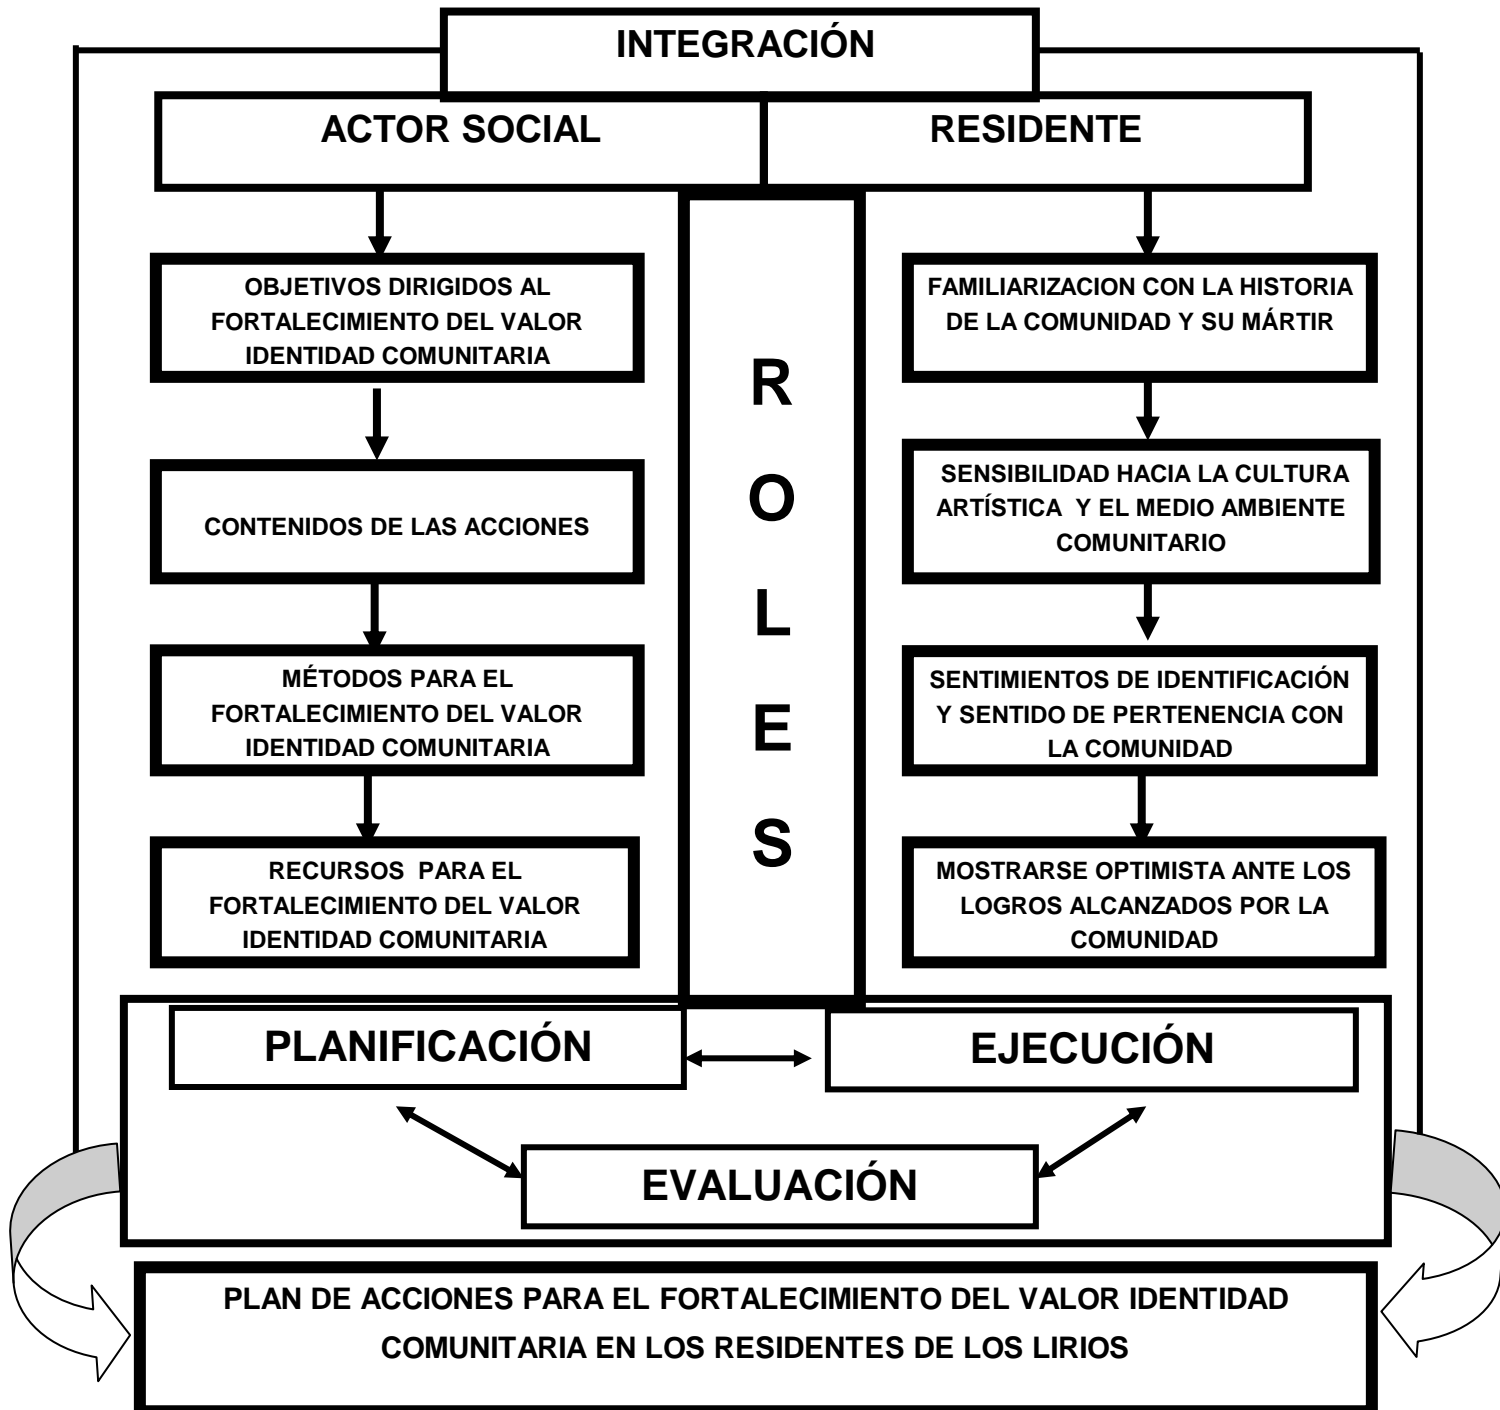 INTEGRACIÓN
ACTOR SOCIAL
RESIDENTE
OBJETIVOS DIRIGIDOS AL
FORTALECIMIENTO DEL VALOR
IDENTIDAD COMUNITARIA
CONTENIDOS DE LAS ACCIONES
MÉTODOS PARA EL
FORTALECIMIENTO DEL VALOR
IDENTIDAD COMUNITARIA
RECURSOS PARA EL
FORTALECIMIENTO DEL VALOR
IDENTIDAD COMUNITARIA
R
O
L
E
S
FAMILIARIZACION CON LA HISTORIA
DE LA COMUNIDAD Y SU MÁRTIR
SENSIBILIDAD HACIA LA CULTURA
ARTÍSTICA Y EL MEDIO AMBIENTE
COMUNITARIO
SENTIMIENTOS DE IDENTIFICACIÓN
Y SENTIDO DE PERTENENCIA CON
LA COMUNIDAD
MOSTRARSE OPTIMISTA ANTE LOS
LOGROS ALCANZADOS POR LA
COMUNIDAD
PLANIFICACIÓN
EJECUCIÓN
EVALUACIÓN
PLAN DE ACCIONES PARA EL FORTALECIMIENTO DEL VALOR IDENTIDAD
COMUNITARIA EN LOS RESIDENTES DE LOS LIRIOS